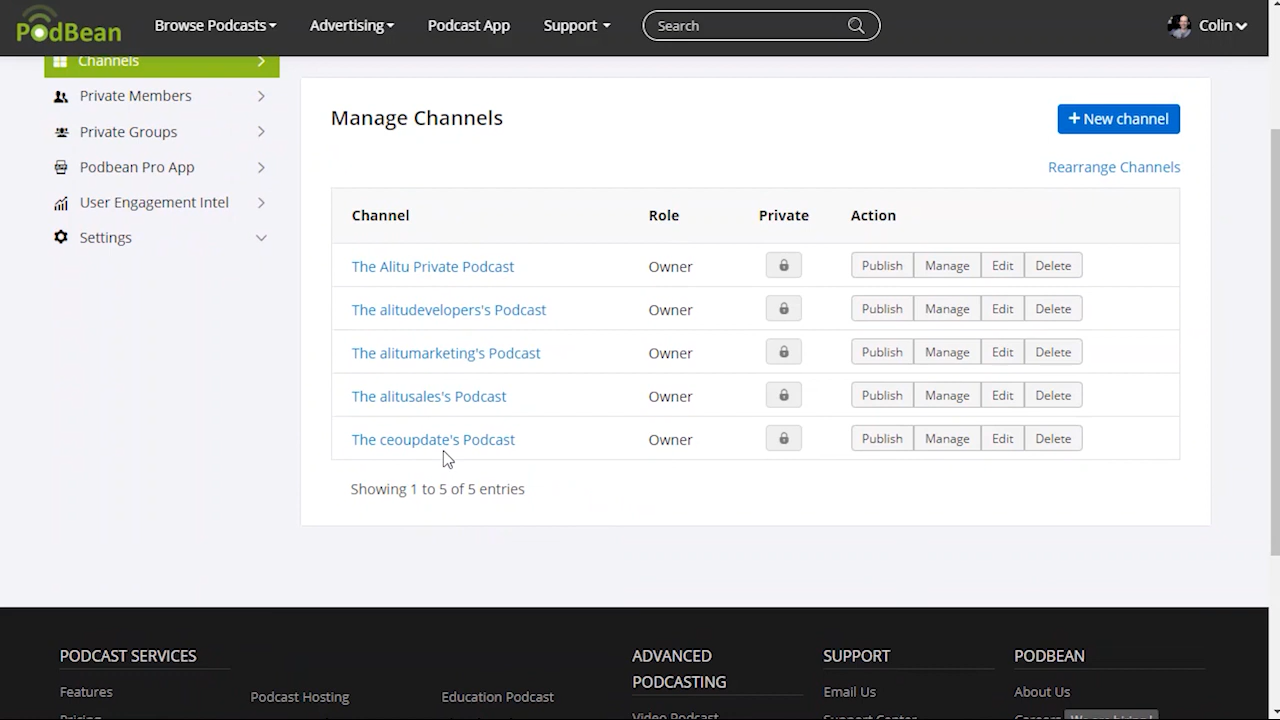 PodBean
Browse Podcasts
Advertising
Podcast App
Support
Search
Colin
Channels
Private Members
Private Groups
Podbean Pro App
User Engagement Intel
Settings
Manage Channels
+ New channel
Rearrange Channels
Channel Role Private Action
The Alitu Private Podcast Owner Publish Manage Edit Delete
The alitudevelopers's Podcast Owner Publish Manage Edit Delete
The alitumarketing's Podcast Owner Publish Manage Edit Delete
The alitusales's Podcast Owner Publish Manage Edit Delete
The ceoupdate's Podcast Owner Publish Manage Edit Delete
Showing 1 to 5 of 5 entries
PODCAST SERVICES
Features
Pricing
Podcast Hosting
Education Podcast
ADVANCED
PODCASTING
Video Podcast
SUPPORT
Email Us
Support Center
PODBEAN
About Us
Careers We are hiring!